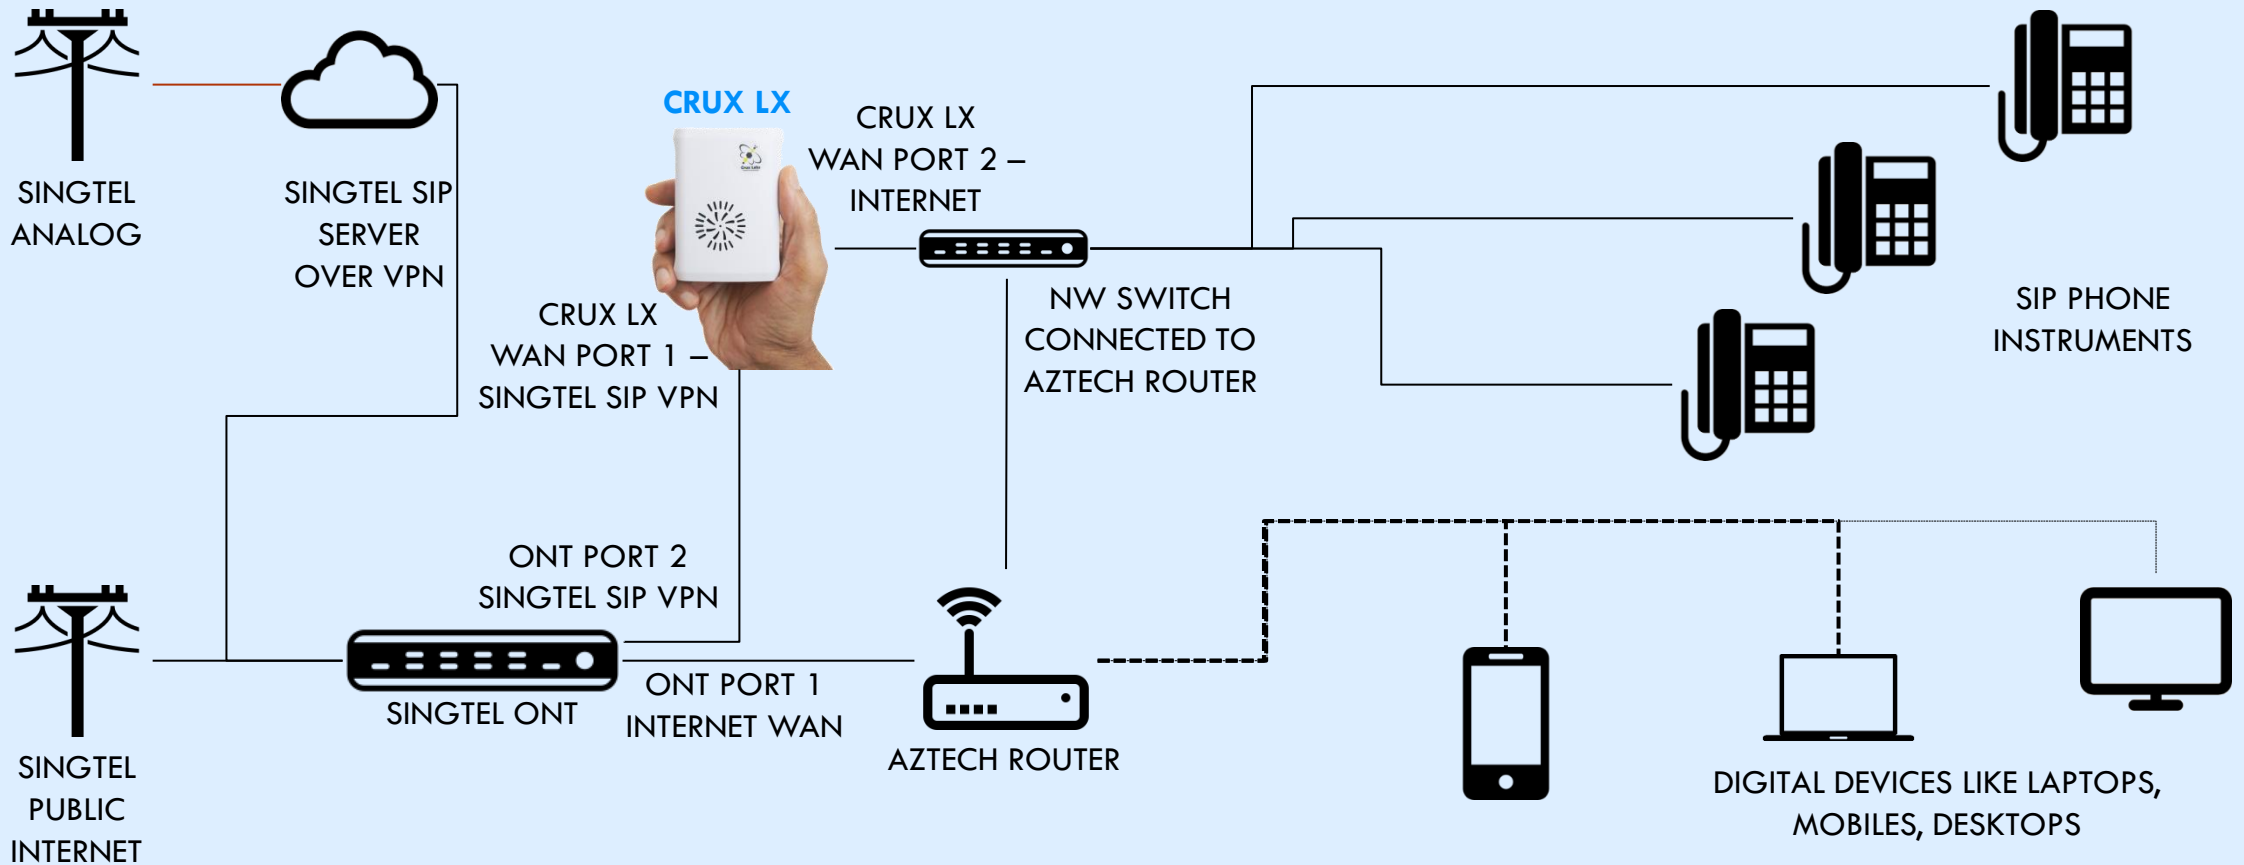 SINGTEL
ANALOG
SINGTEL SIP
SERVER
OVER VPN
CRUX LX
CRUX LX
WAN PORT 2 –
INTERNET
CRUX LX
WAN PORT 1 –
SINGTEL SIP VPN
NW SWITCH
CONNECTED TO
AZTECH ROUTER
SIP PHONE
INSTRUMENTS
ONT PORT 2
SINGTEL SIP VPN
SINGTEL ONT
ONT PORT 1
INTERNET WAN
AZTECH ROUTER
SINGTEL
PUBLIC
INTERNET
DIGITAL DEVICES LIKE LAPTOPS,
MOBILES, DESKTOPS